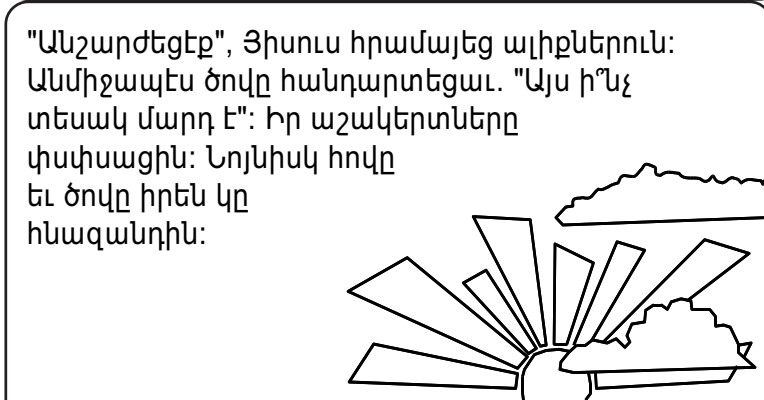 "Անշարժեցէք", Յիսուս հրամայեց ալիքներուն:
Անմիջապէս ծովը հանդարտեցաւ. "Այս ի՞նչ
տեսակ մարդ է": Իր աշակերտները
փսփսացին: Նոյնիսկ հովը
եւ ծովը իրեն կը
հնազանդին: